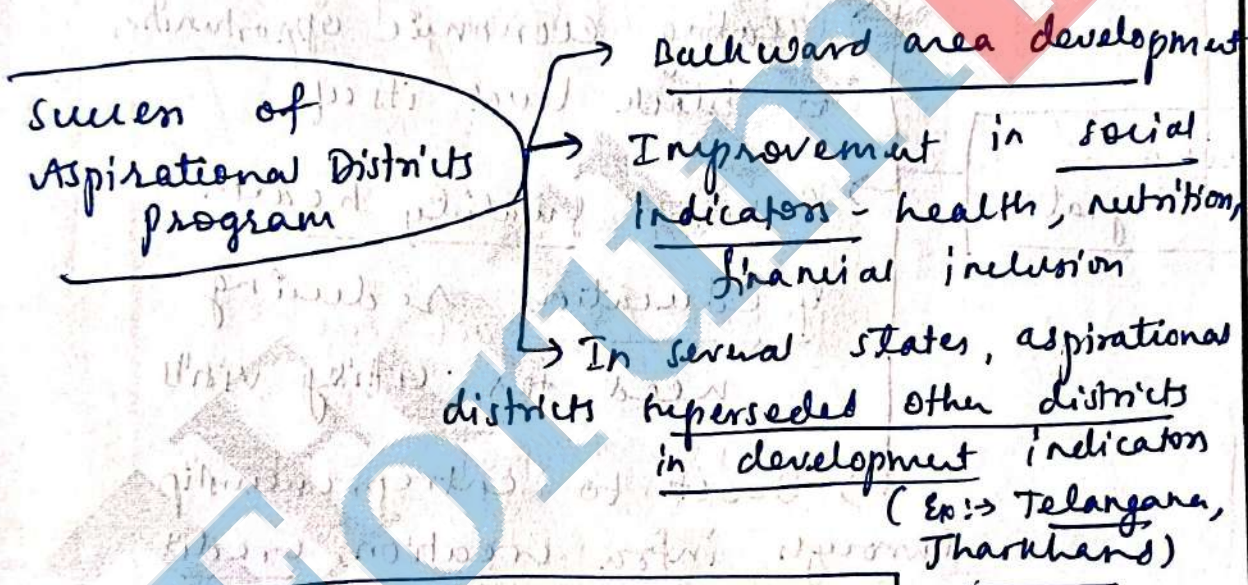 Success of
Aspirational Districts
program
Backward area development
Improvement in social
indicators - health, nutrition,
financial inclusion
In several states, aspirational
districts superseded other districts
in development indicators
(Ex:→ Telangana,
Jharkhand)
Forum